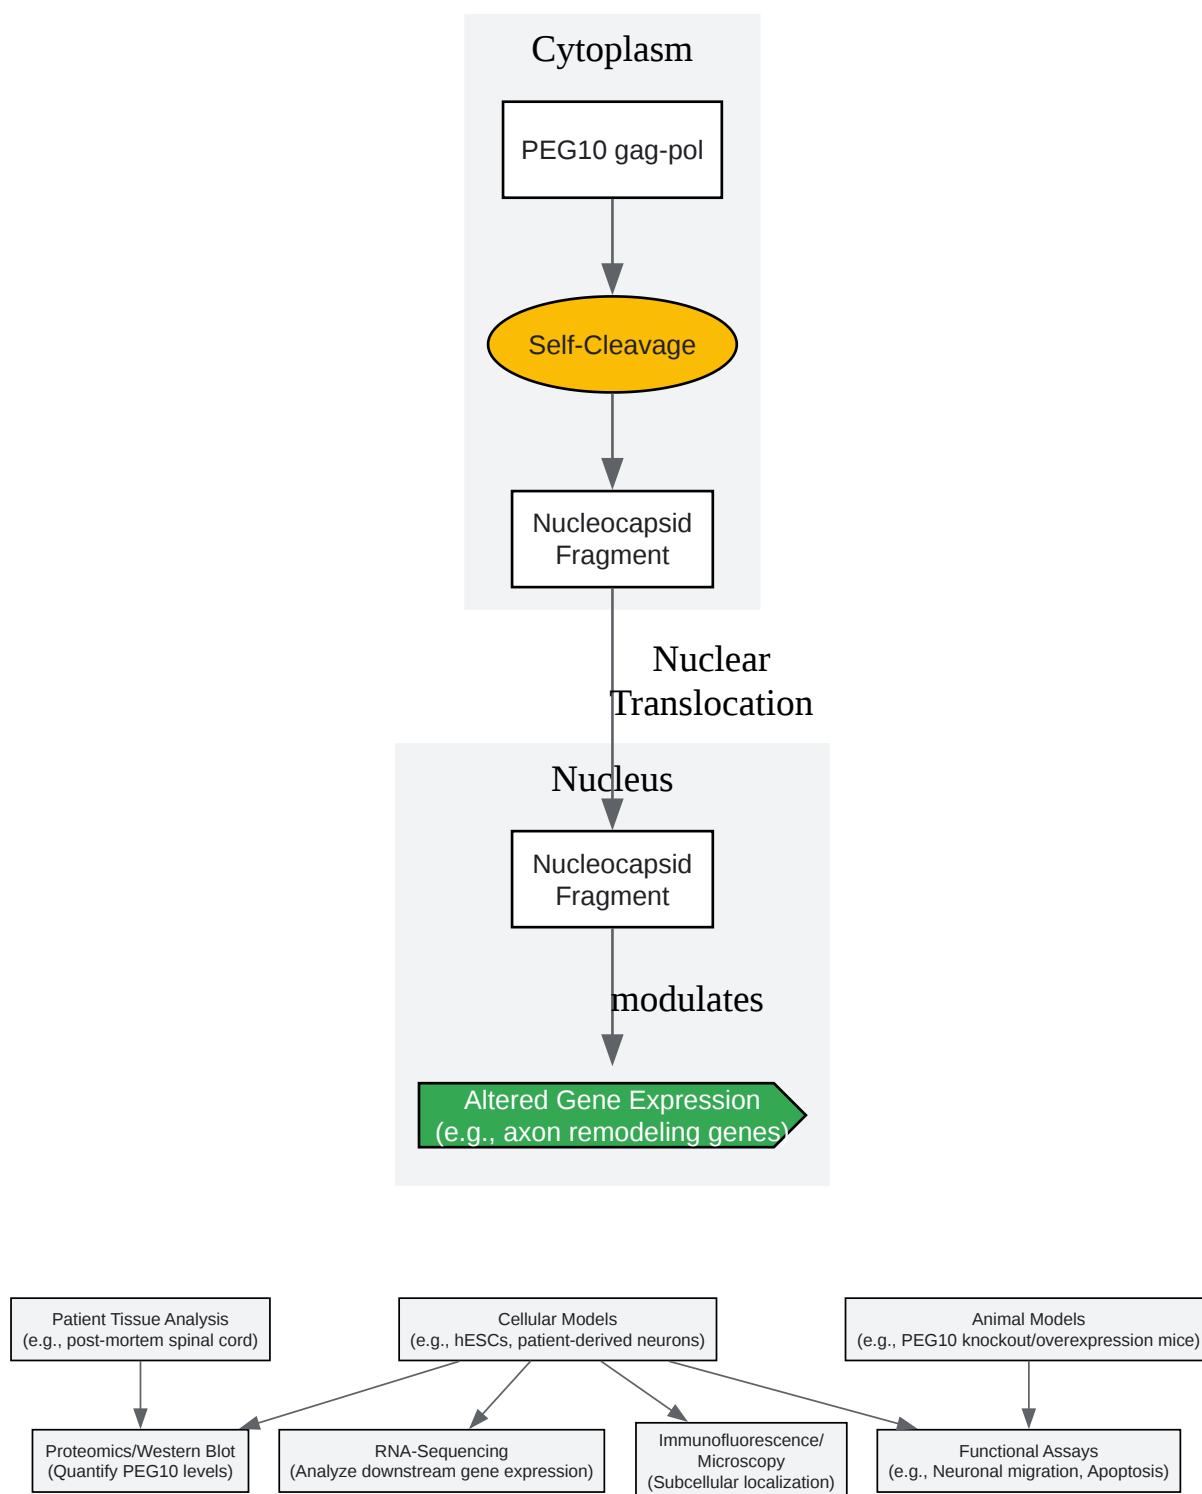 Cytoplasm
PEG10 gag-pol
Self-Cleavage
Nucleocapsid
Fragment
Nuclear
Translocation
Nucleus
Nucleocapsid
Fragment
modulates
Altered Gene Expression
(e.g., axon remodeling genes)
Patient Tissue Analysis
(e.g., post-mortem spinal cord)
Cellular Models
(e.g., hESCs, patient-derived neurons)
Animal Models
(e.g., PEG10 knockout/overexpression mice)
Proteomics/Western Blot
(Quantify PEG10 levels)
RNA-Sequencing
(Analyze downstream gene expression)
Immunofluorescence/
Microscopy
(Subcellular localization)
Functional Assays
(e.g., Neuronal migration, Apoptosis)